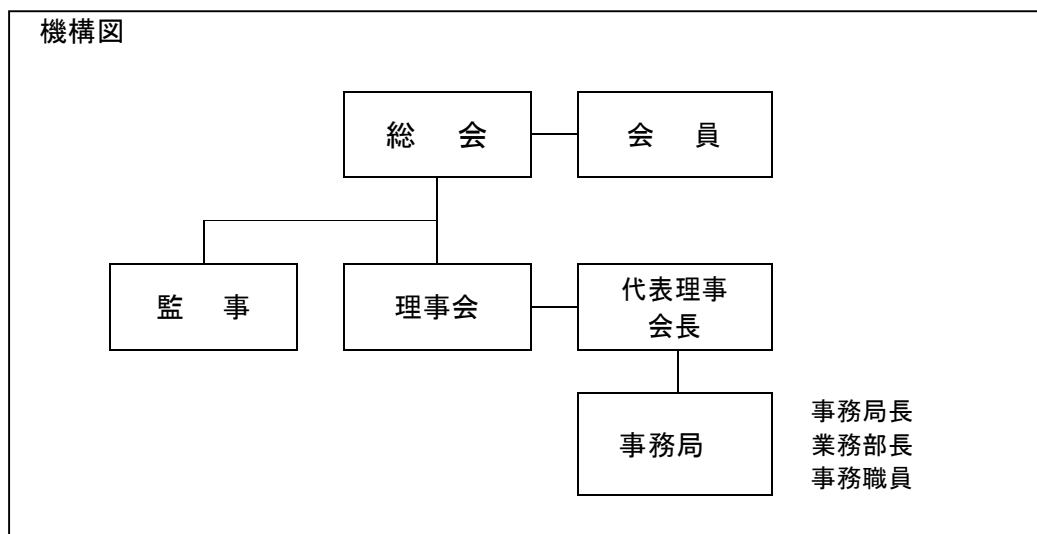 機構図
総　会
会　員
監　事
理事会
代表理事
会長
事務局
事務局長
業務部長
事務職員